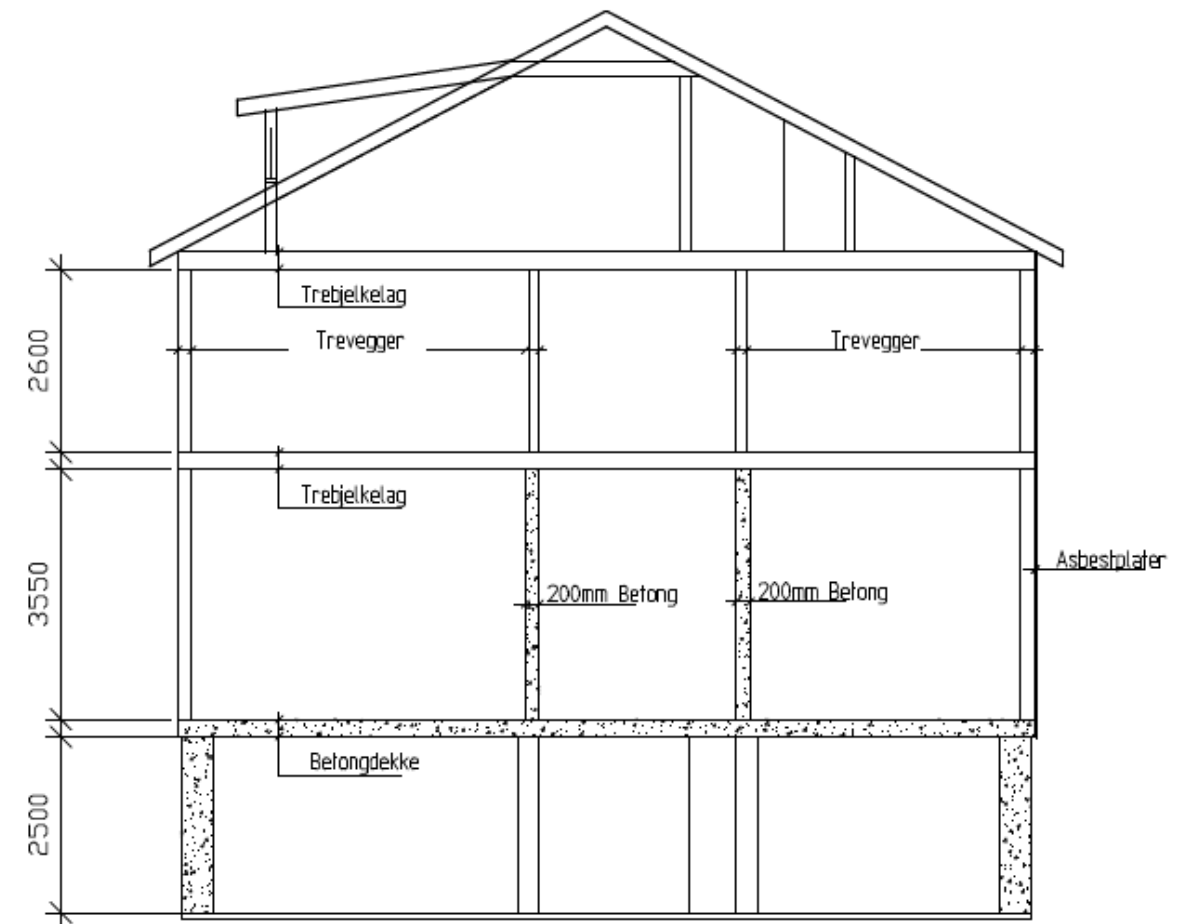 Trebjelkelag
2600
Trevegger
Trevegger
Trebjelkelag
3550
Asbestplater
200mm Betong
200mm Betong
Betongdekke
2500